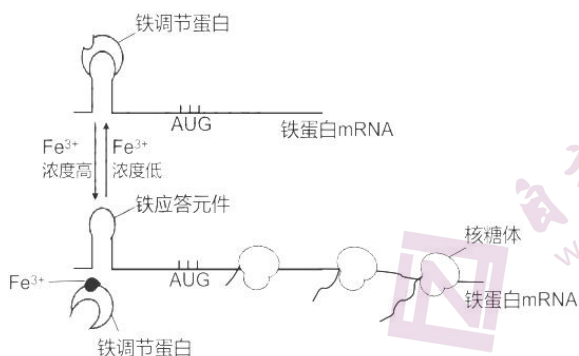 铁调节蛋白
AUG
铁蛋白mRNA
Fe³⁺
浓度高
Fe³⁺
浓度低
铁应答元件
核糖体
Fe³⁺
AUG
铁蛋白mRNA
铁调节蛋白